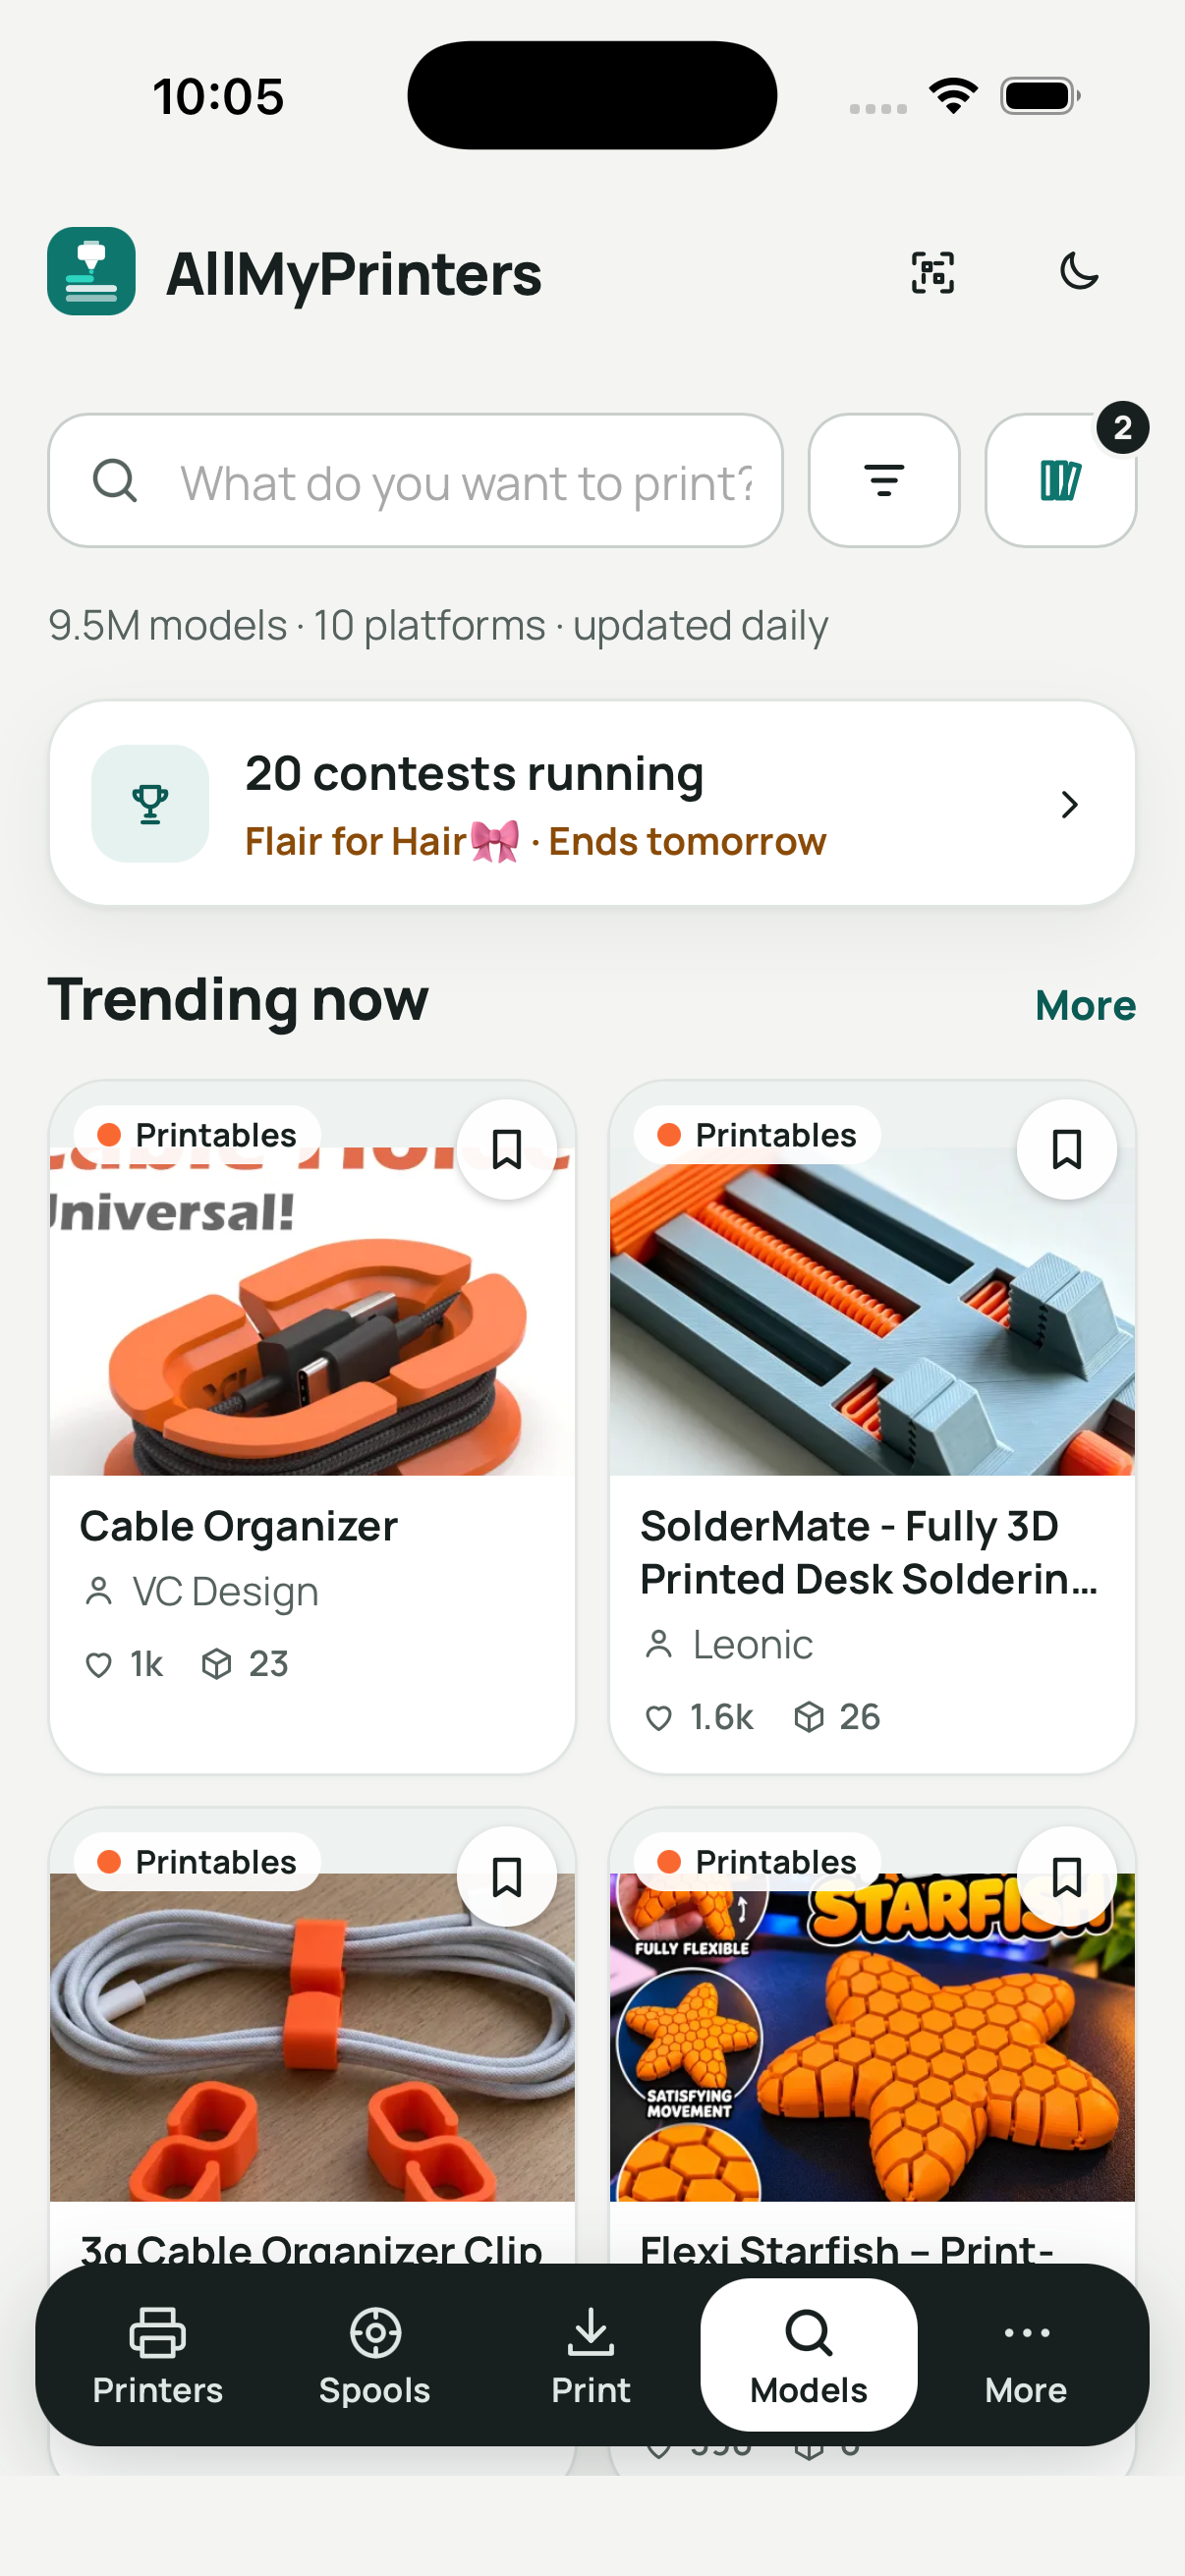 10:05
AllMyPrinters
What do you want to print?
2
9.5M models · 10 platforms · updated daily
20 contests running
Flair for Hair🎀 · Ends tomorrow
Trending now
More
Printables
Universal!
Cable Organizer
VC Design
1k 23
Printables
SolderMate - Fully 3D
Printed Desk Solderin...
Leonic
1.6k 26
Printables
3g Cable Organizer Clip
Printables
STARFISH
FULLY FLEXIBLE
SATISFYING
MOVEMENT
Flexi Starfish – Print-
Printers
Spools
Print
Models
More